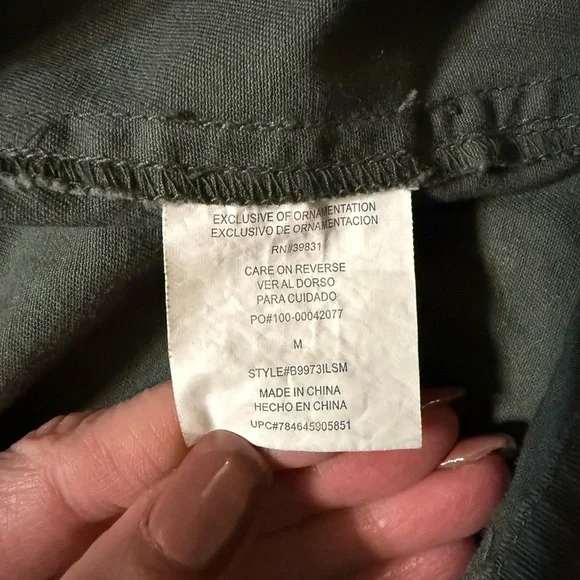 EXCLUSIVE OF ORNAMENTATION
EXCLUSIVO DE ORNAMENTACION
RN#39831
CARE ON REVERSE
VER AL DORSO
PARA CUIDADO
PO#100-00042077
M
STYLE#B9973ILSM
MADE IN CHINA
HECHO EN CHINA
UPC#784645905851